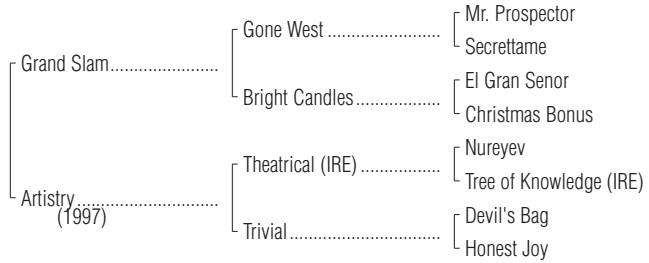 Mr. Prospector
Gone West
Secrettame
Grand Slam
El Gran Senor
Bright Candles
Christmas Bonus
Nureyev
Theatrical (IRE)
Tree of Knowledge (IRE)
Artistry
(1997)
Devil's Bag
Trivial
Honest Joy